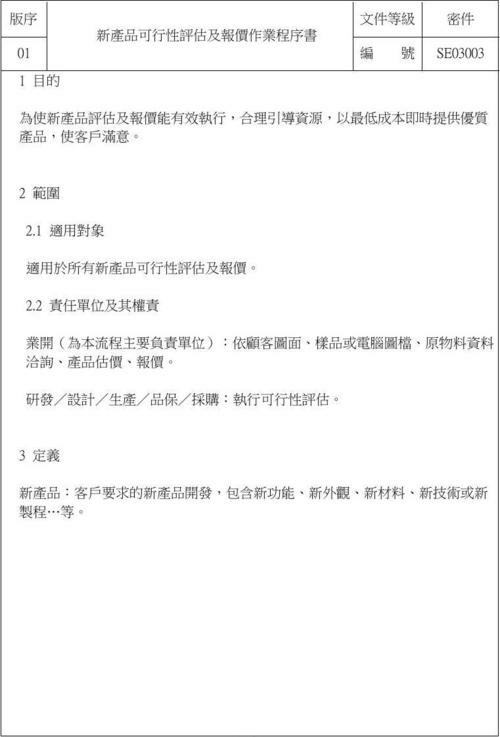 版序
新產品可行性評估及報價作業程序書
文件等級
密件
01
編 號
SE03003
1 目的
為使新產品評估及報價能有效執行,合理引導資源,以最低成本即時提供優質
產品,使客戶滿意。
2 範圍
2.1 適用對象
適用於所有新產品可行性評估及報價。
2.2 責任單位及其權責
業開(為本流程主要負責單位):依顧客圖面、樣品或電腦圖檔、原物料資料
洽詢、產品估價、報價。
研發/設計/生產/品保/採購:執行可行性評估。
3 定義
新產品:客戶要求的新產品開發,包含新功能、新外觀、新材料、新技術或新
製程…等。